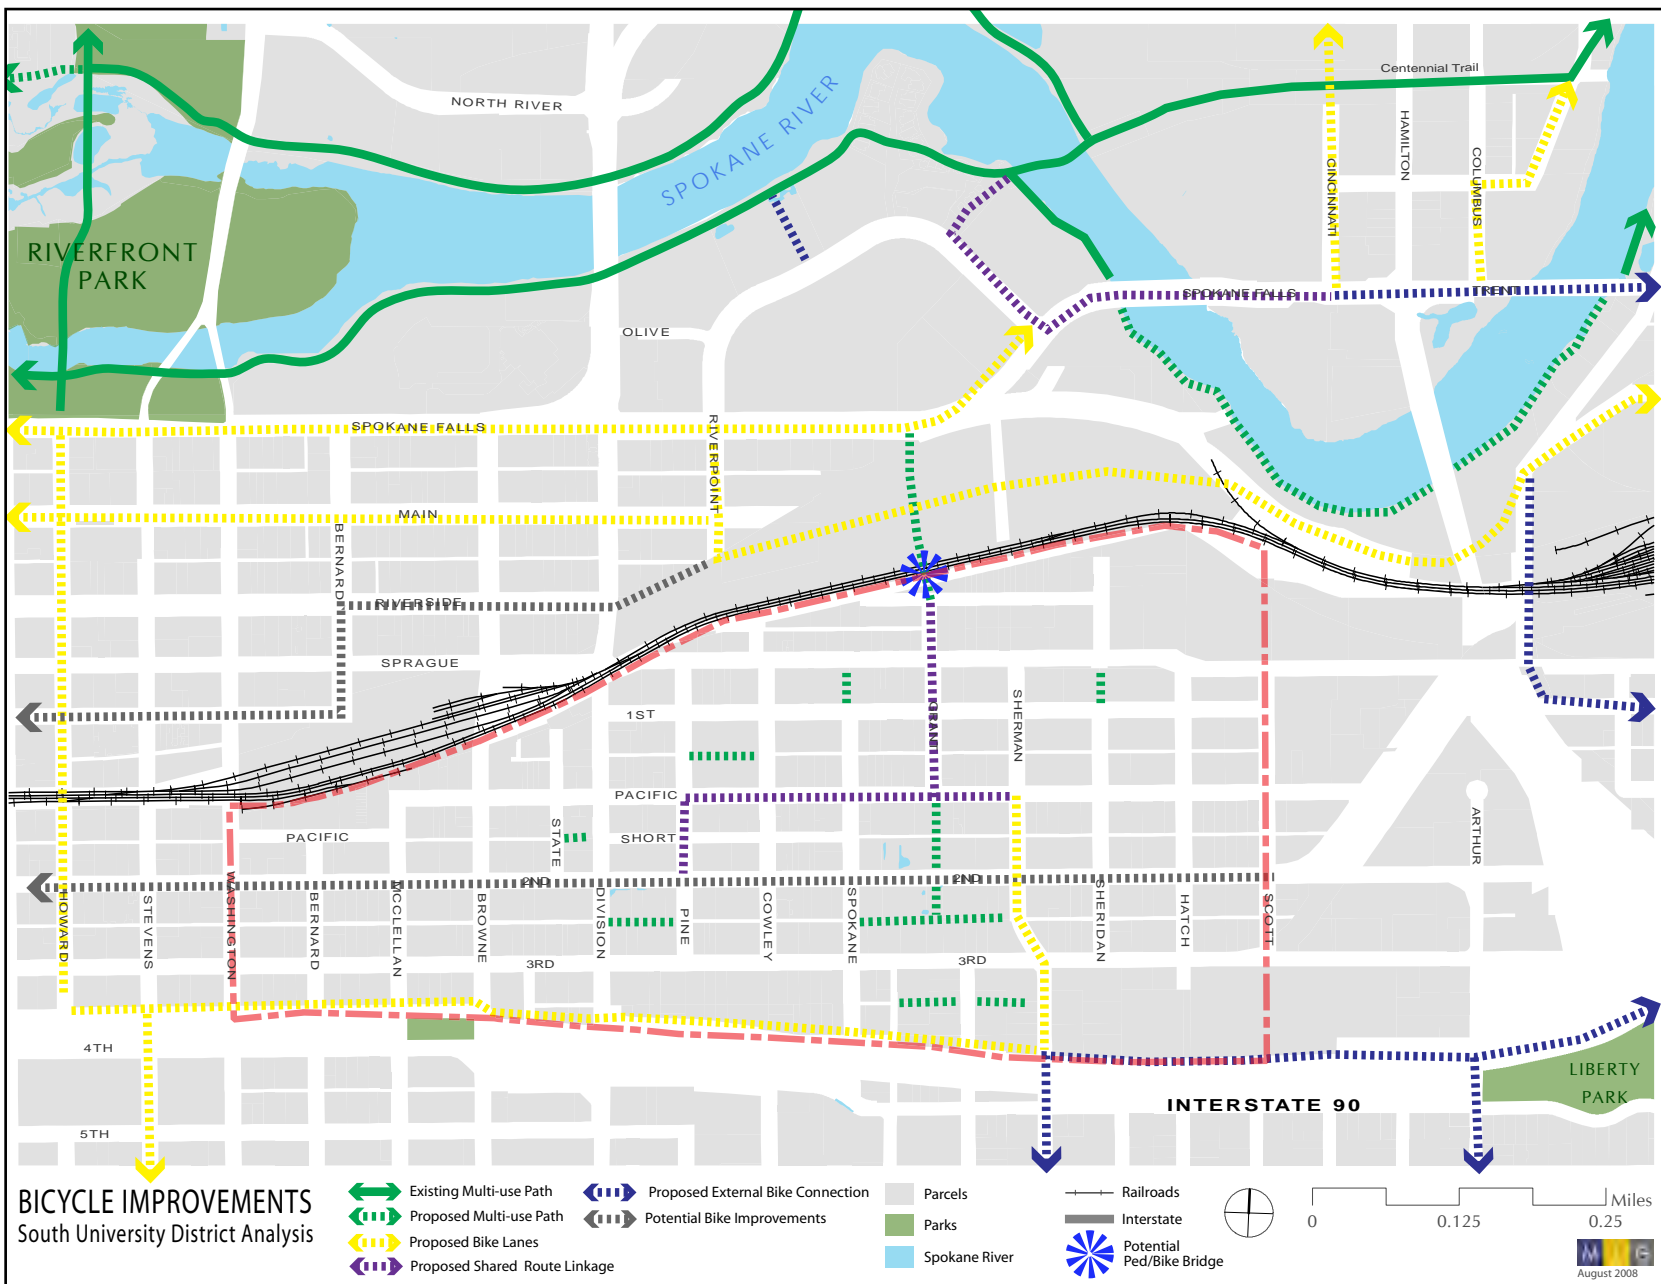 Centennial Trail
NORTH RIVER
SPOKANE RIVER
HAMILTON
CINCINNATI
COLUMBUS
RIVERFRONT
PARK
SPOKANE FALLS
TRENT
OLIVE
SPOKANE FALLS
RIVERPOINT
MAIN
BERNARD
RIVERSIDE
SPRAGUE
1ST
GRANT
SHERMAN
PACIFIC
PACIFIC
STATE
SHORT
ARTHUR
2ND
2ND
HOWARD
STEVENS
WASHINGTON
BERNARD
MCCLELLAN
BROWNE
DIVISION
PINE
COWLEY
SPOKANE
SHERIDAN
HATCH
SCOTT
3RD
3RD
4TH
LIBERTY
PARK
INTERSTATE 90
5TH
BICYCLE IMPROVEMENTS
South University District Analysis
Existing Multi-use Path
Proposed Multi-use Path
Proposed Bike Lanes
Proposed Shared Route Linkage
Proposed External Bike Connection
Potential Bike Improvements
Parcels
Parks
Spokane River
Railroads
Interstate
Potential
Ped/Bike Bridge
Miles
0
0.125
0.25
M I G
August 2008